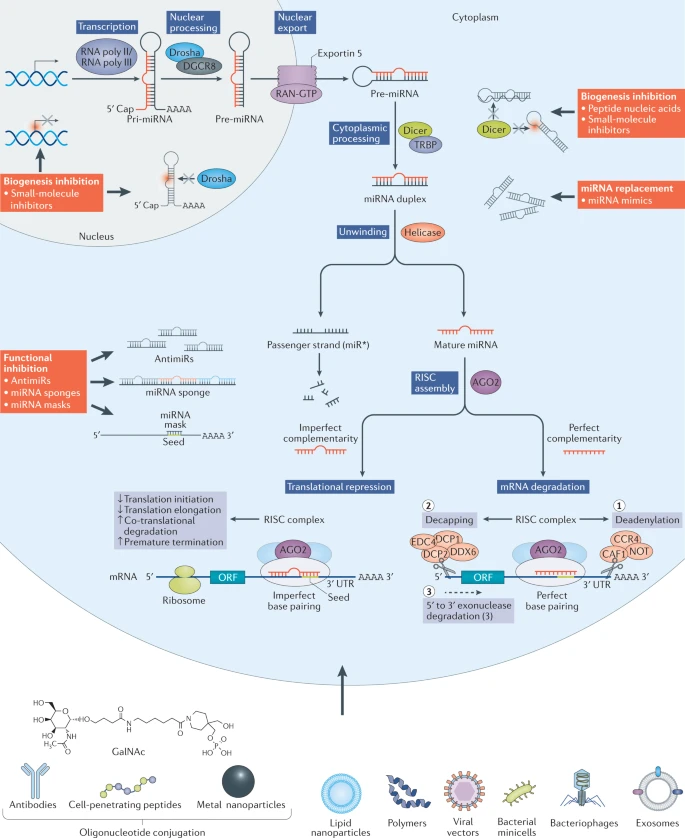 Transcription
Nuclear
processing
Nuclear
export
Cytoplasm
RNA poly II/
RNA poly III
Drosha
DGCR8
Exportin 5
RAN-GTP
5′ Cap
AAAA
Pri-miRNA
Pre-miRNA
Pre-miRNA
Biogenesis inhibition
• Peptide nucleic acids
• Small-molecule
inhibitors
Dicer
Cytoplasmic
processing
Dicer
TRBP
Biogenesis inhibition
• Small-molecule
inhibitors
Drosha
5′ Cap
AAAA
Nucleus
miRNA duplex
miRNA replacement
• miRNA mimics
Unwinding
Helicase
Passenger strand (miR*)
Mature miRNA
Functional
inhibition
• AntimiRs
• miRNA sponges
• miRNA masks
AntimiRs
miRNA sponge
miRNA
mask
5′
AAAA 3′
Seed
RISC
assembly
AGO2
Imperfect
complementarity
Perfect
complementarity
Translational repression
mRNA degradation
↓Translation initiation
↓Translation elongation
↑Co-translational
degradation
↑Premature termination
RISC complex
2
Decapping
RISC complex
1
Deadenylation
AGO2
EDC4
DCP1
DCP2
DDX6
AGO2
CCR4
CAF1
NOT
mRNA
5′
ORF
AAAA 3′
3′ UTR
Ribosome
Imperfect
base pairing
Seed
5′
ORF
AAAA 3′
3′ UTR
Perfect
base pairing
3
5′ to 3′ exonuclease
degradation (3)
HO
HO
HO
O
O
HO
NH
H₃C
O
O
N
H
O
N
OH
O
O
P
HO
OH
GalNAc
Antibodies
Cell-penetrating peptides
Metal nanoparticles
Oligonucleotide conjugation
Lipid
nanoparticles
Polymers
Viral
vectors
Bacterial
minicells
Bacteriophages
Exosomes